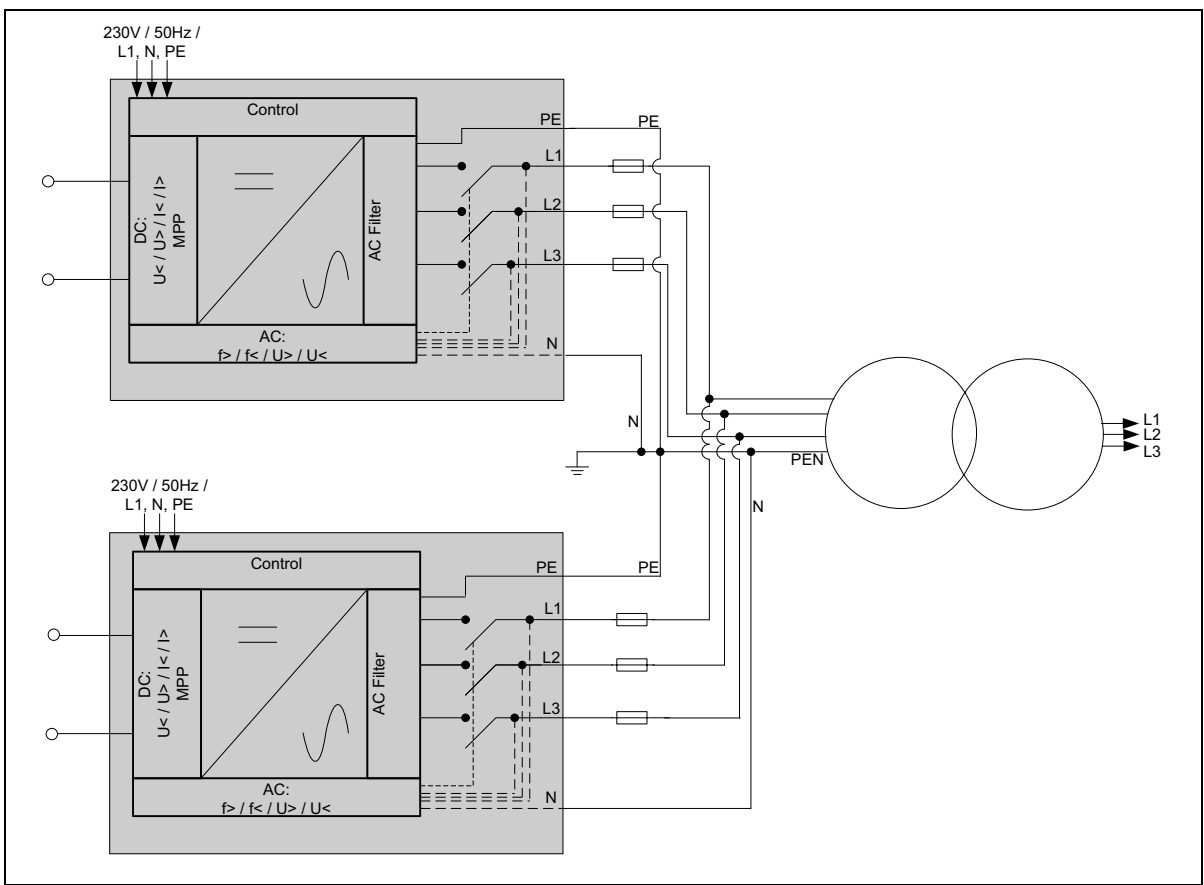 230V / 50Hz /
L1, N, PE
Control
DC:
U< / U> / I< / I>
MPP
AC Filter
AC:
f> / f< / U> / U<
PE
PE
L1
L2
L3
N
N
PEN
N
L1
L2
L3
230V / 50Hz /
L1, N, PE
Control
DC:
U< / U> / I< / I>
MPP
AC Filter
AC:
f> / f< / U> / U<
PE
PE
L1
L2
L3
N